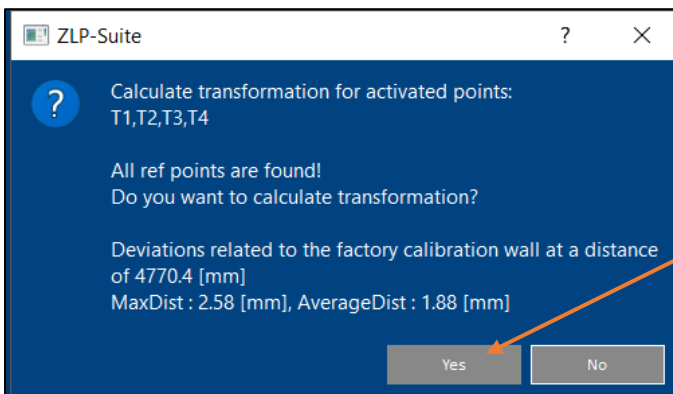 ZLP-Suite
?
Calculate transformation for activated points:
T1,T2,T3,T4
All ref points are found!
Do you want to calculate transformation?
Deviations related to the factory calibration wall at a distance
of 4770.4 [mm]
MaxDist : 2.58 [mm], AverageDist : 1.88 [mm]
Yes
No